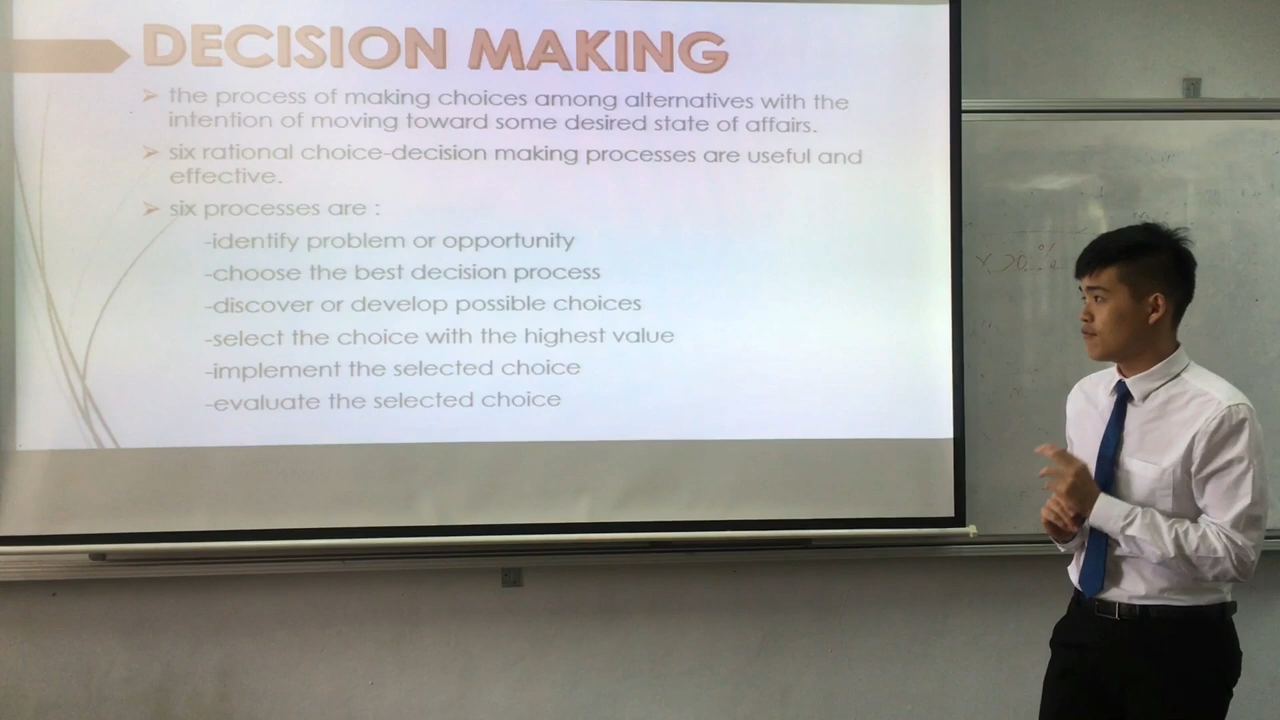 DECISION MAKING
➢ the process of making choices among alternatives with the
intention of moving toward some desired state of affairs.
➢ six rational choice-decision making processes are useful and
effective.
➢ six processes are :
-identify problem or opportunity
-choose the best decision process
-discover or develop possible choices
-select the choice with the highest value
-implement the selected choice
-evaluate the selected choice